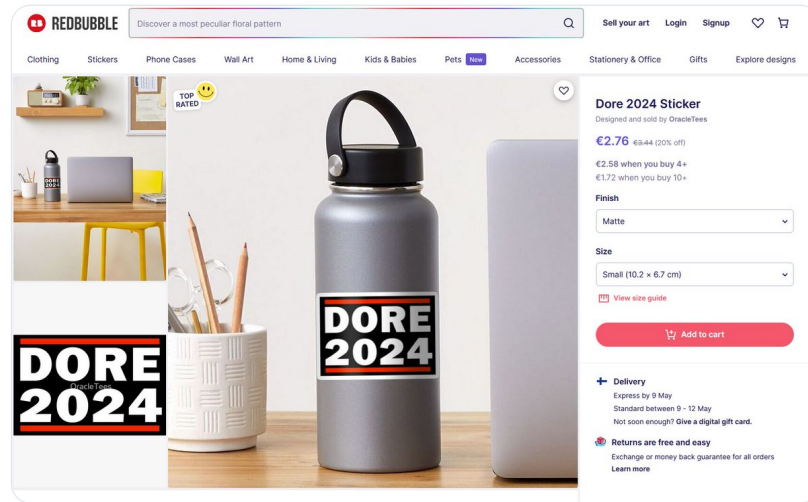 RB REDBUBBLE
Discover a most peculiar floral pattern
Sell your art Login Signup
Clothing Stickers Phone Cases Wall Art Home & Living Kids & Babies Pets New Accessories Stationery & Office Gifts Explore designs
TOP
RATED
DORE
2024
DORE
2024
DORE
OracleTees
2024
Dore 2024 Sticker
Designed and sold by OracleTees
€2.76 €3.44 (20% off)
€2.58 when you buy 4+
€1.72 when you buy 10+
Finish
Matte
Size
Small (10.2 × 6.7 cm)
View size guide
Add to cart
Delivery
Express by 9 May
Standard between 9 - 12 May
Not soon enough? Give a digital gift card.
Returns are free and easy
Exchange or money back guarantee for all orders
Learn more